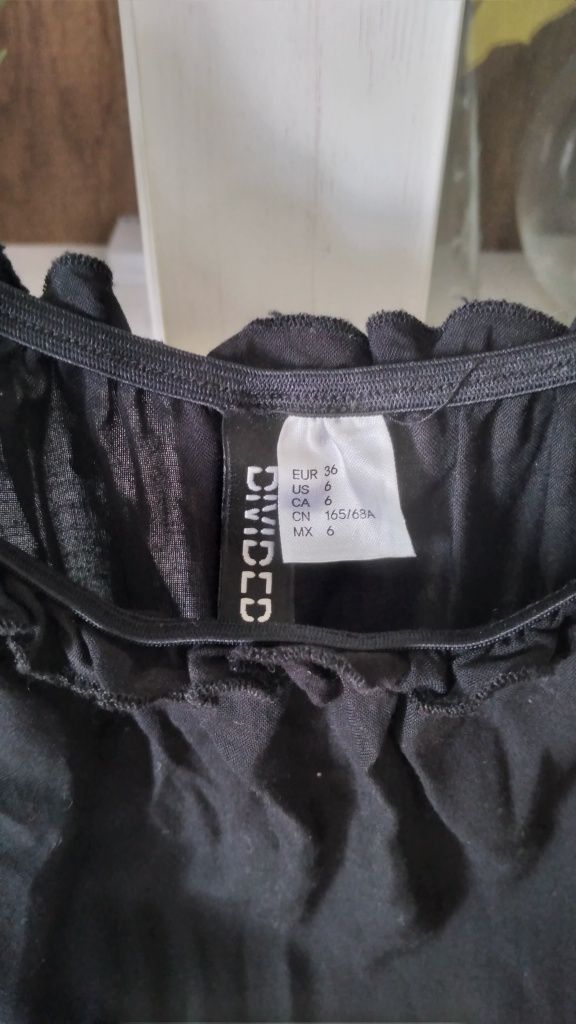 DIVIDED
EUR 36
US 6
CA 6
CN 165/68A
MX 6